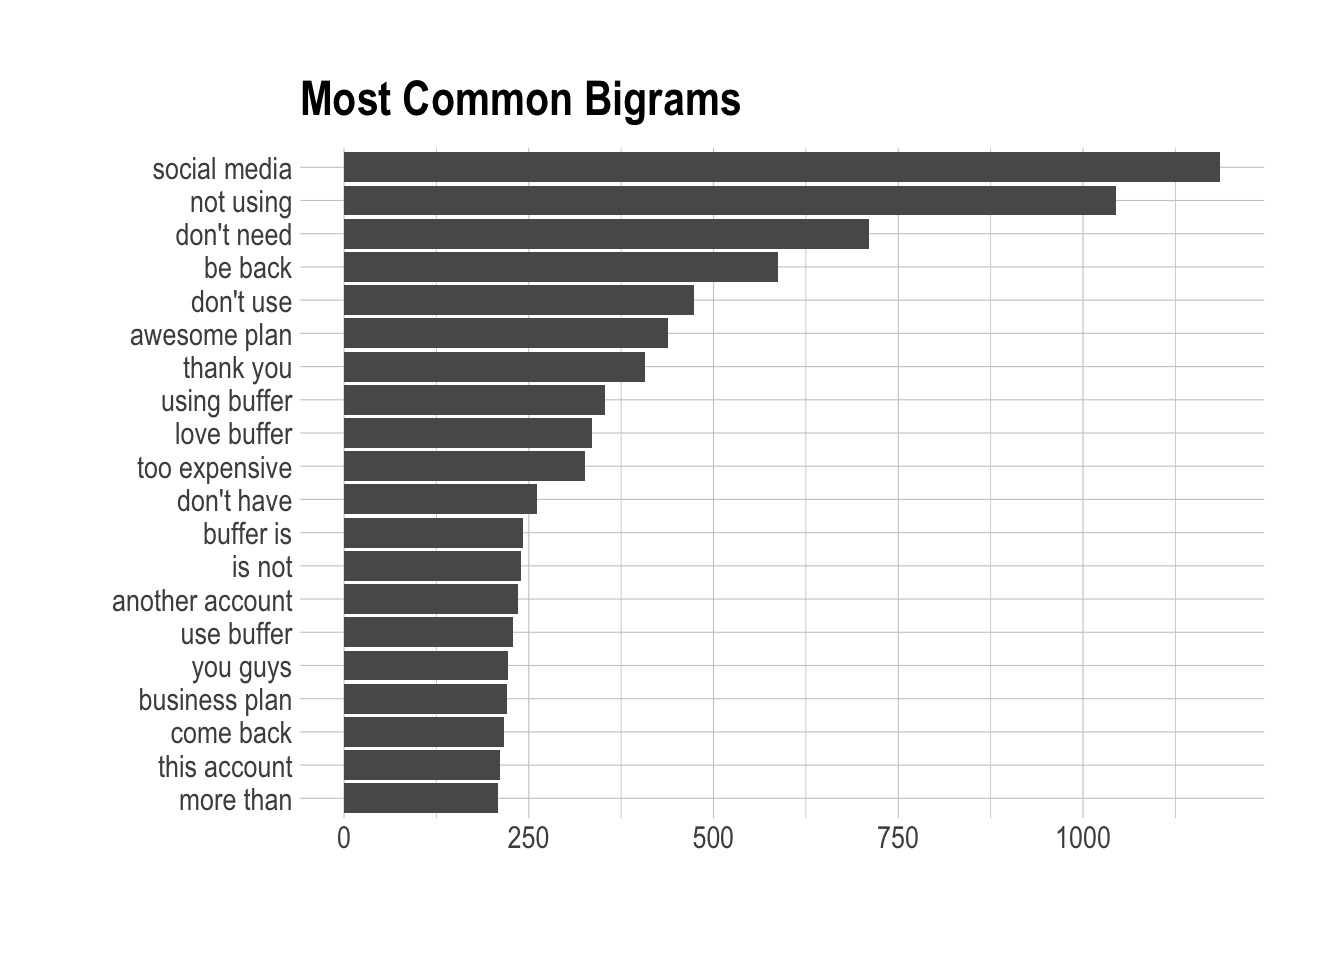 Most Common Bigrams
social media
not using
don't need
be back
don't use
awesome plan
thank you
using buffer
love buffer
too expensive
don't have
buffer is
is not
another account
use buffer
you guys
business plan
come back
this account
more than
0 250 500 750 1000